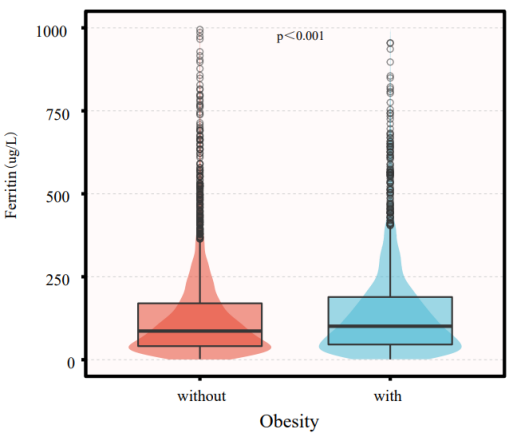 1000
p＜0.001
750
Ferritin (ug/L)
500
250
0
without
with
Obesity